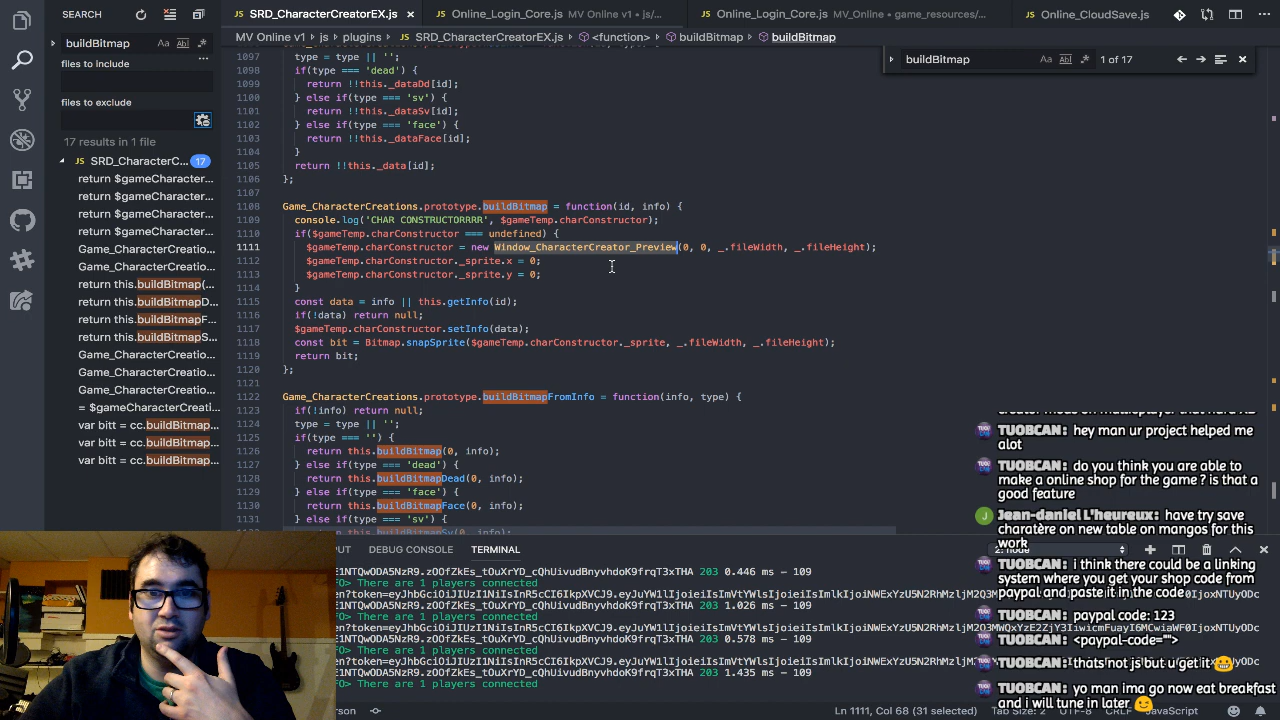 SEARCH
SRD_CharacterCreatorEX.js ×
Online_Login_Core.js MV Online v1 • js/...
Online_Login_Core.js MV_Online • game_resources/...
Online_CloudSave.js
buildBitmap
MV Online v1 › js › plugins › SRD_CharacterCreatorEX.js › <function> › buildBitmap › buildBitmap
buildBitmap
1 of 17
files to include
files to exclude
17 results in 1 file
SRD_CharacterC... 17
return $gameCharacter...
return $gameCharacter...
return $gameCharacter...
return $gameCharacter...
Game_CharacterCreatio...
Game_CharacterCreatio...
return this.buildBitmap(...
return this.buildBitmapD...
return this.buildBitmapF...
return this.buildBitmapS...
Game_CharacterCreatio...
Game_CharacterCreatio...
Game_CharacterCreatio...
= $gameCharacterCreati...
var bitt = cc.buildBitmap...
var bitt = cc.buildBitmap...
var bitt = cc.buildBitmap...
1097 type = type || '';
1098 if(type === 'dead') {
1099 return !!this._dataDd[id];
1100 } else if(type === 'sv') {
1101 return !!this._dataSv[id];
1102 } else if(type === 'face') {
1103 return !!this._dataFace[id];
1104 }
1105 return !!this._data[id];
1106 };
1107
1108 Game_CharacterCreations.prototype.buildBitmap = function(id, info) {
1109 console.log('CHAR CONSTRUCTORRRR', $gameTemp.charConstructor);
1110 if($gameTemp.charConstructor === undefined) {
1111 $gameTemp.charConstructor = new Window_CharacterCreator_Preview(0, 0, _.fileWidth, _.fileHeight);
1112 $gameTemp.charConstructor._sprite.x = 0;
1113 $gameTemp.charConstructor._sprite.y = 0;
1114 }
1115 const data = info || this.getInfo(id);
1116 if(!data) return null;
1117 $gameTemp.charConstructor.setInfo(data);
1118 const bit = Bitmap.snapSprite($gameTemp.charConstructor._sprite, _.fileWidth, _.fileHeight);
1119 return bit;
1120 };
1121
1122 Game_CharacterCreations.prototype.buildBitmapFromInfo = function(info, type) {
1123 if(!info) return null;
1124 type = type || '';
1125 if(type === '') {
1126 return this.buildBitmap(0, info);
1127 } else if(type === 'dead') {
1128 return this.buildBitmapDead(0, info);
1129 } else if(type === 'face') {
1130 return this.buildBitmapFace(0, info);
1131 } else if(type === 'sv') {
TUOBCAN: hey man ur project helped me alot
TUOBCAN: do you think you are able to make a online shop for the game ? is that a good feature
Jean-daniel L'heureux: have try save charatère on new table on mangos for this work
TUOBCAN: i think there could be a linking system where you get your shop code from paypal and paste it in the code
TUOBCAN: paypal code: 123
TUOBCAN: <paypal-code="">
TUOBCAN: thats not js but u get it
TUOBCAN: yo man ima go now eat breakfast and i will tune in later
PUT DEBUG CONSOLE TERMINAL
203 0.446 ms - 109
FO> There are 1 players connected
203 1.026 ms - 109
FO> There are 1 players connected
203 0.578 ms - 109
FO> There are 1 players connected
203 1.435 ms - 109
FO> There are 1 players connected
Ln 1111, Col 68 (31 selected) Tab Size: 2 UTF-8 CRLF JavaScript